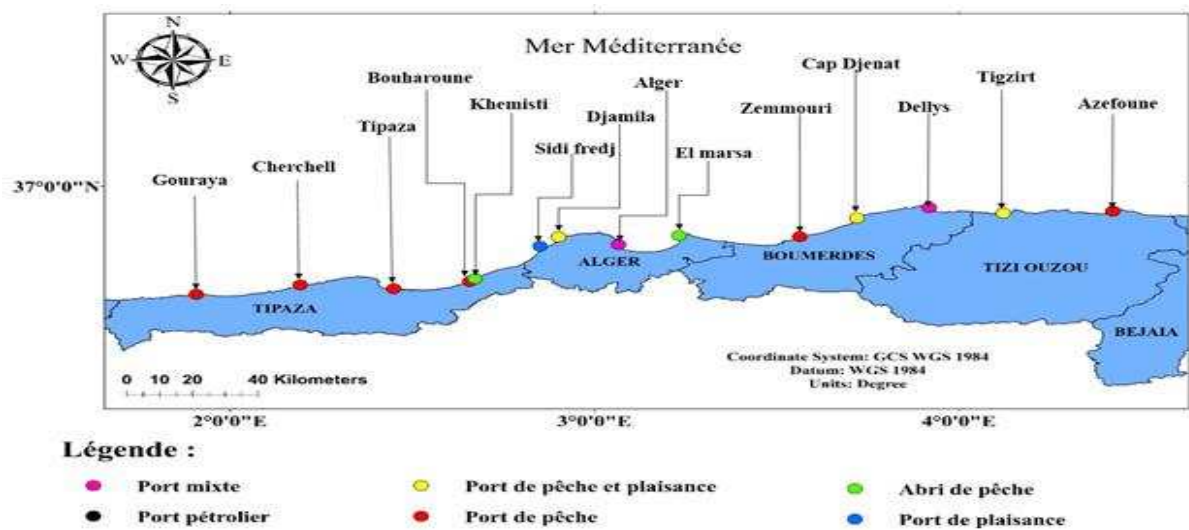 N
W E
S
Mer Méditerranée
Bouharoune
Khemisti
Tipaza
Cherchell
Gouraya
Sidi fredj
Djamila
Alger
El marsa
Zemmouri
Cap Djenat
Dellys
Tigzirt
Azefoune
37°0'0"N
TIPAZA
ALGER
BOUMERDES
TIZI OUZOU
BEJAIA
0 10 20 40 Kilometers
Coordinate System: GCS WGS 1984
Datum: WGS 1984
Units: Degree
2°0'0"E 3°0'0"E 4°0'0"E
Légende :
Port mixte Port de pêche et plaisance Abri de pêche
Port pétrolier Port de pêche Port de plaisance